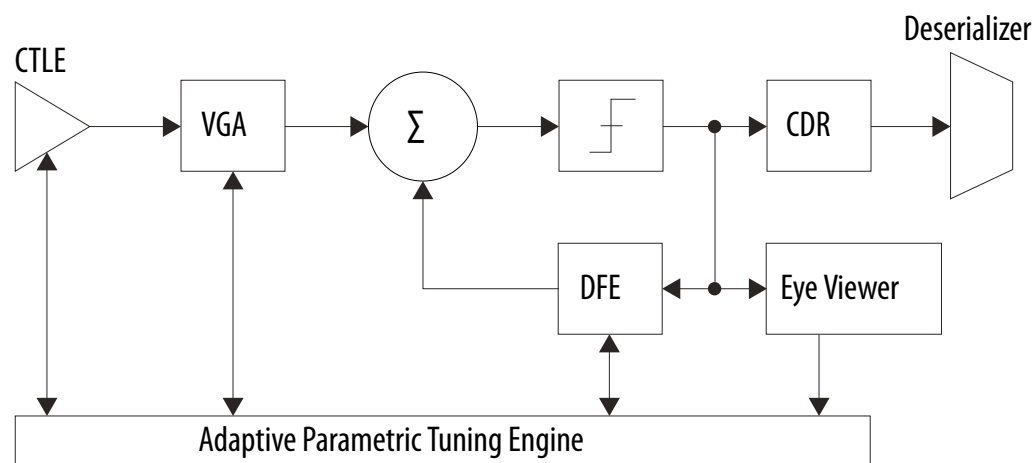 Deserializer
CTLE
VGA
Σ
CDR
DFE
Eye Viewer
Adaptive Parametric Tuning Engine